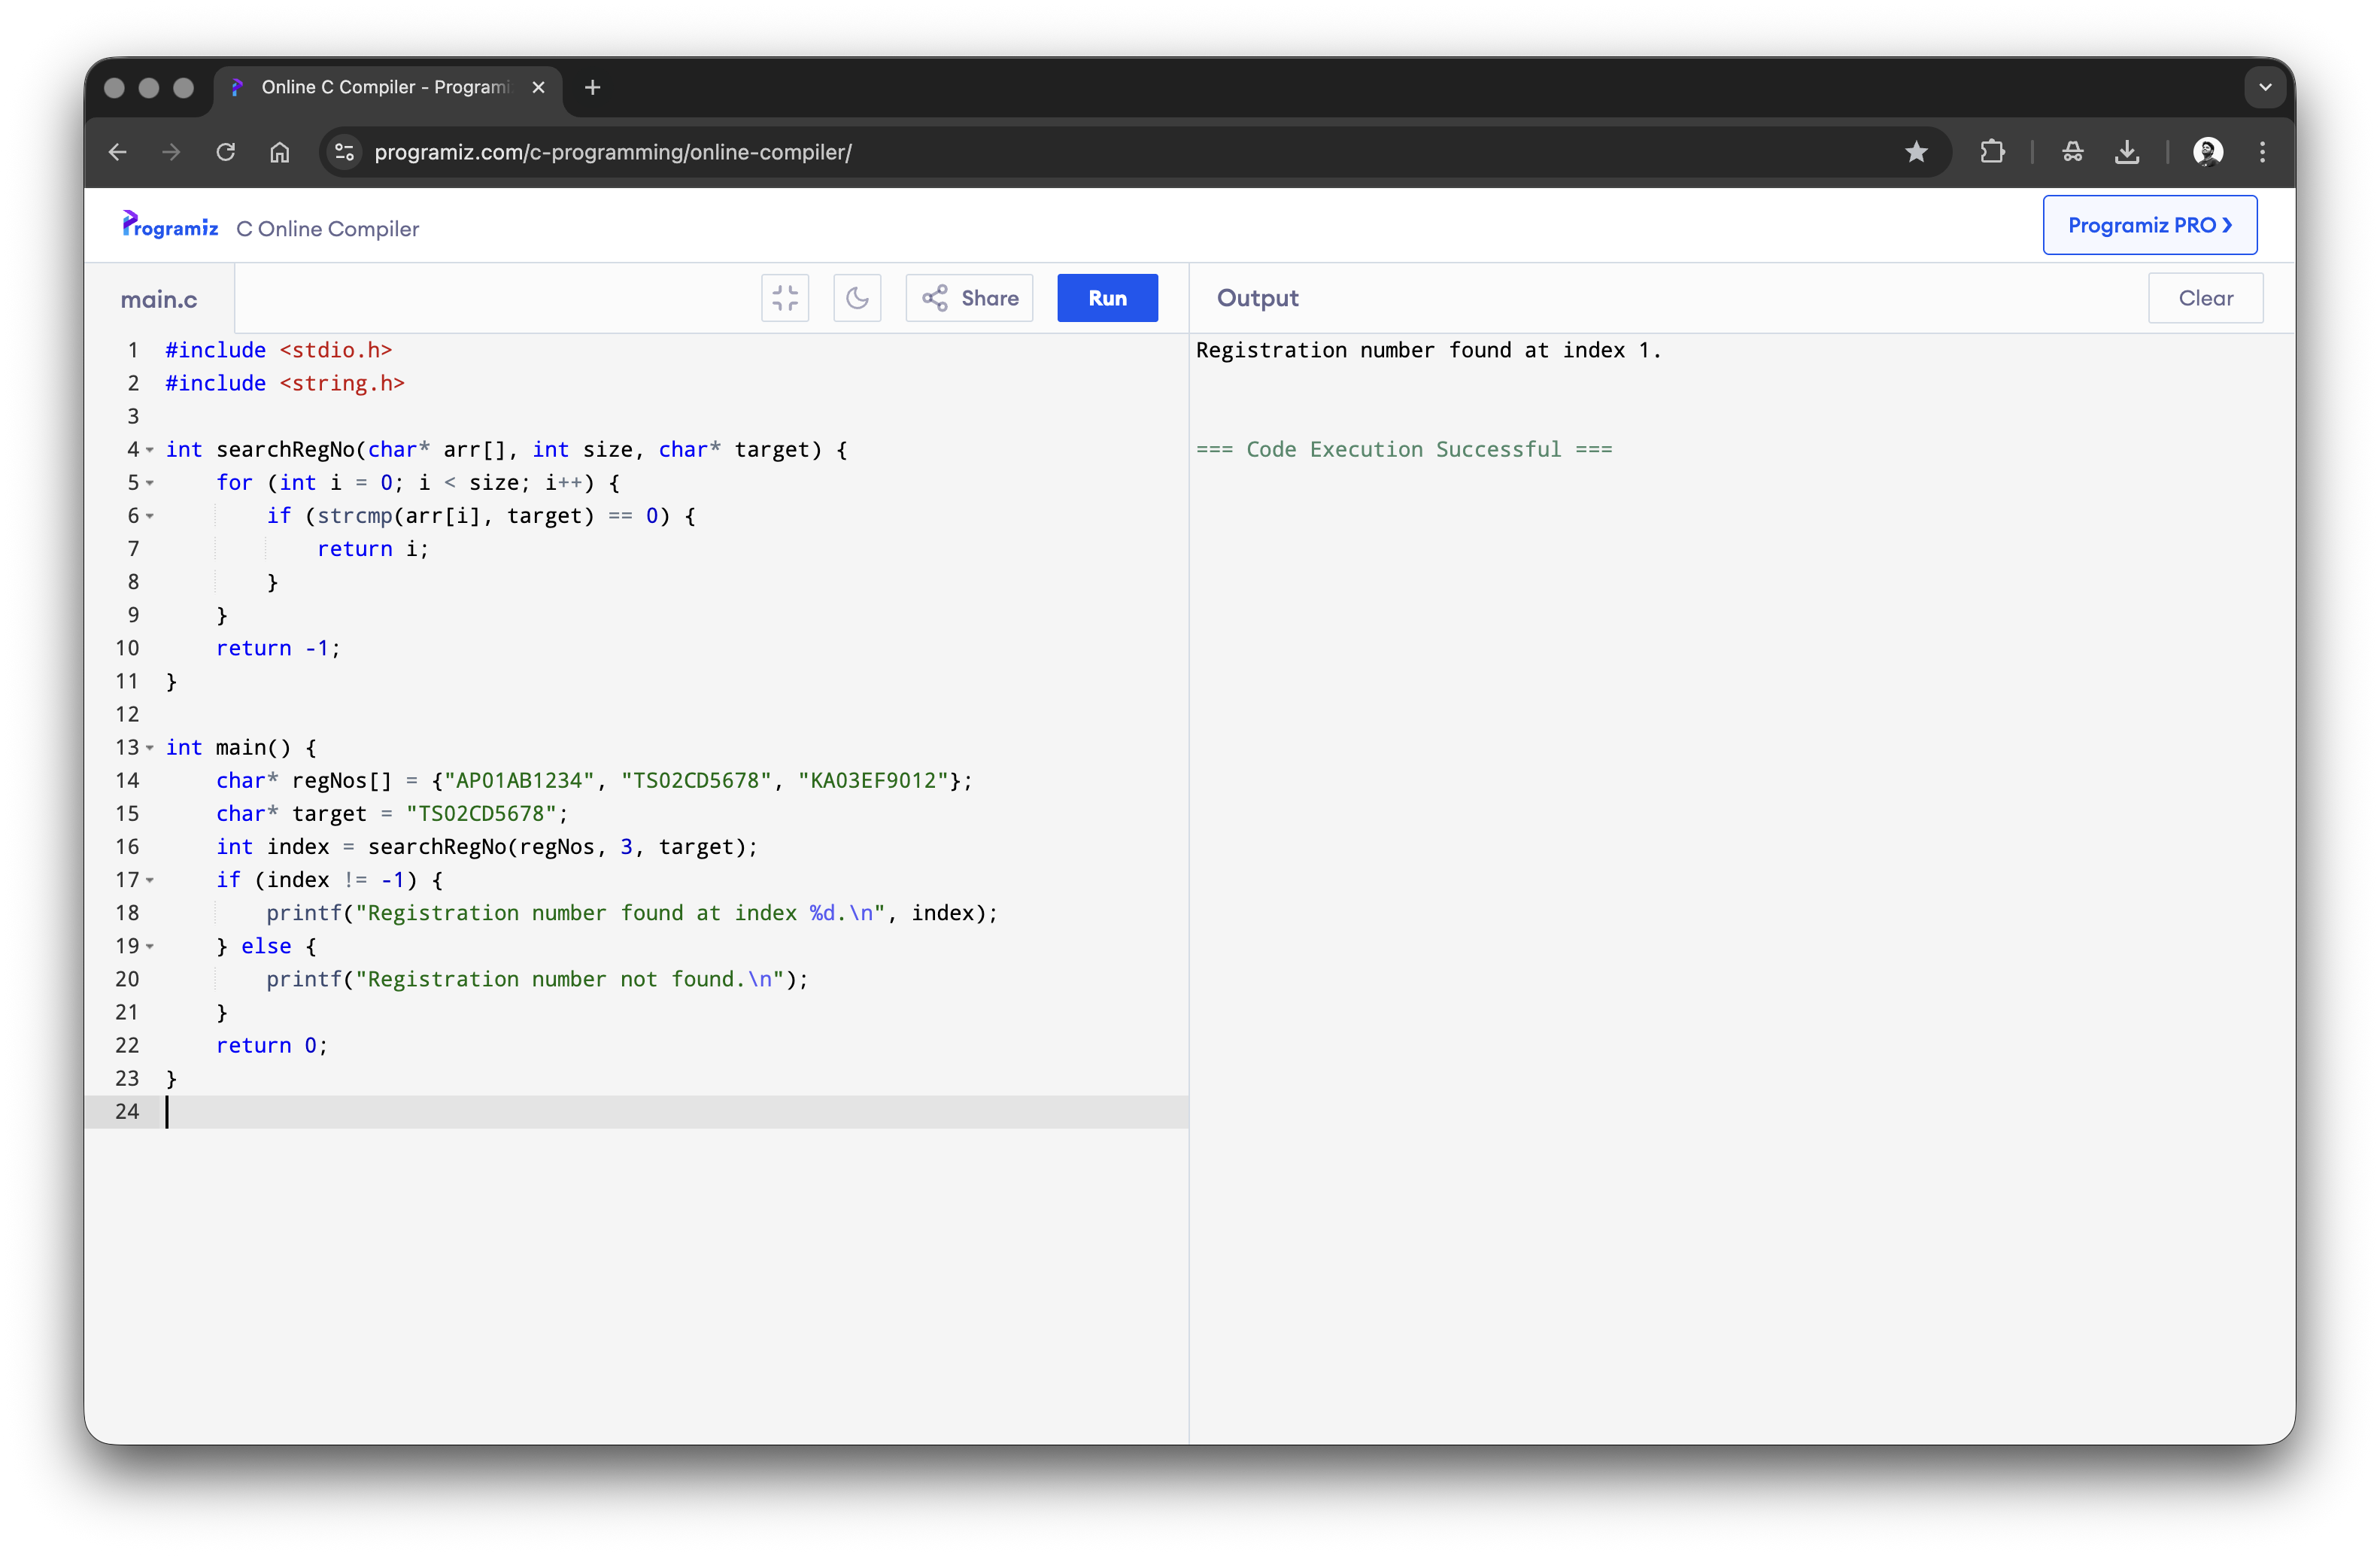 Online C Compiler - Programi
programiz.com/c-programming/online-compiler/
Programiz C Online Compiler
Programiz PRO
main.c
Share
Run
Output
Clear
1 #include <stdio.h>
2 #include <string.h>
3
4 int searchRegNo(char* arr[], int size, char* target) {
5     for (int i = 0; i < size; i++) {
6         if (strcmp(arr[i], target) == 0) {
7             return i;
8         }
9     }
10     return -1;
11 }
12
13 int main() {
14     char* regNos[] = {"AP01AB1234", "TS02CD5678", "KA03EF9012"};
15     char* target = "TS02CD5678";
16     int index = searchRegNo(regNos, 3, target);
17     if (index != -1) {
18         printf("Registration number found at index %d.\n", index);
19     } else {
20         printf("Registration number not found.\n");
21     }
22     return 0;
23 }
24
Registration number found at index 1.
=== Code Execution Successful ===